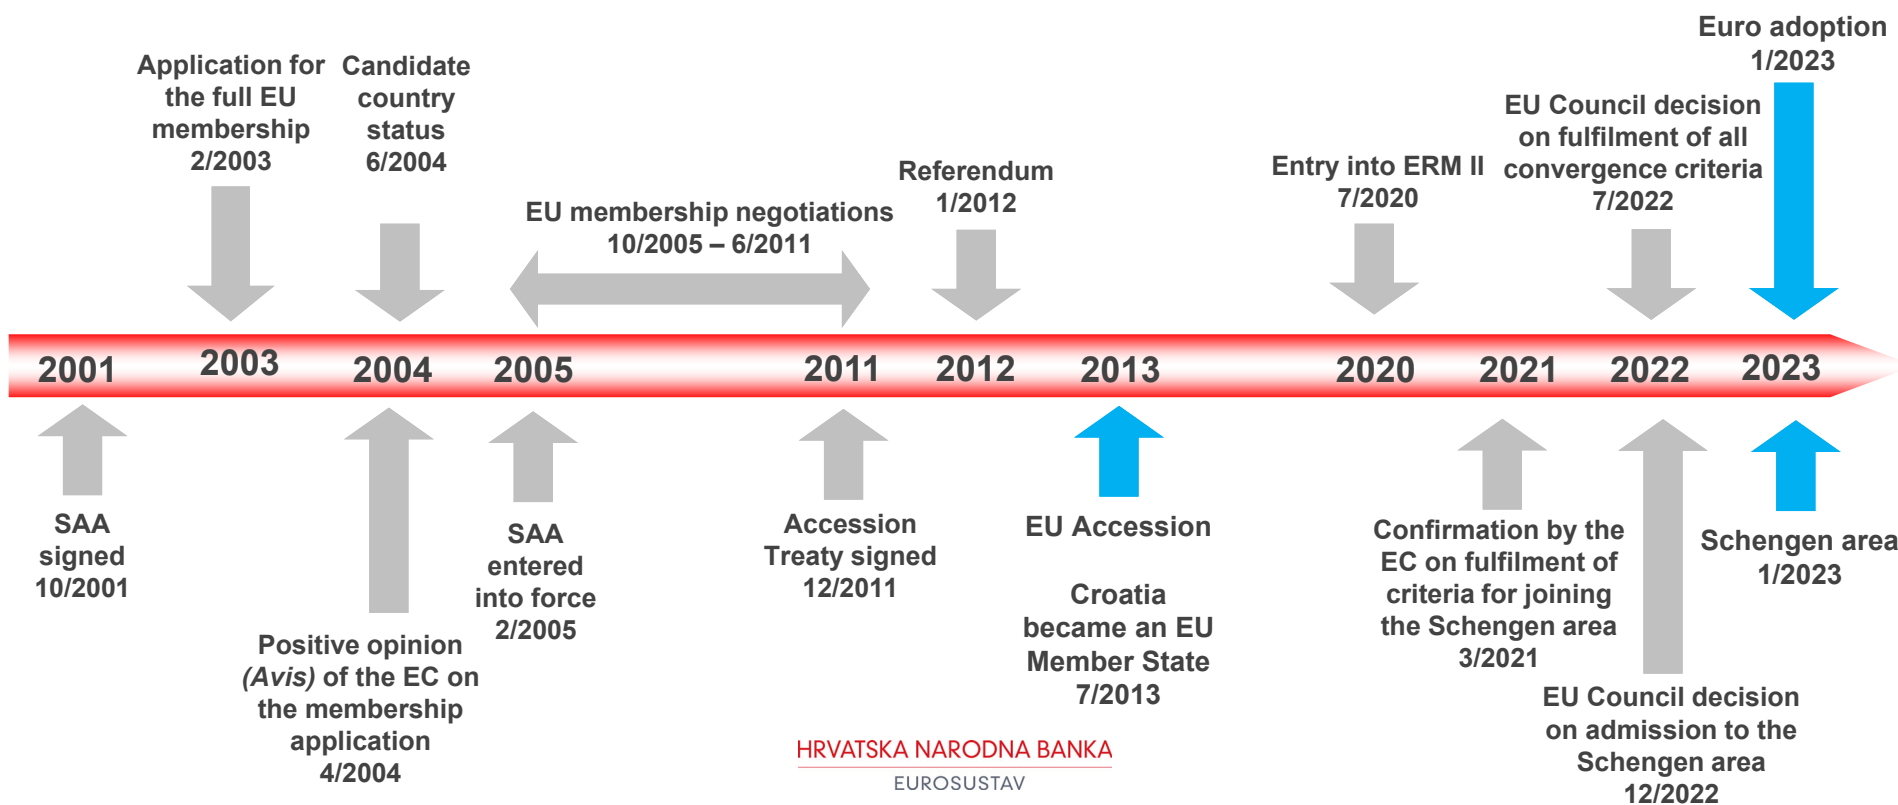 Application for
the full EU
membership
2/2003
Candidate
country
status
6/2004
EU membership negotiations
10/2005 – 6/2011
Referendum
1/2012
Entry into ERM II
7/2020
EU Council decision
on fulfilment of all
convergence criteria
7/2022
Euro adoption
1/2023
2001
2003
2004
2005
2011
2012
2013
2020
2021
2022
2023
SAA
signed
10/2001
Positive opinion
(Avis) of the EC on
the membership
application
4/2004
SAA
entered
into force
2/2005
Accession
Treaty signed
12/2011
EU Accession
Croatia
became an EU
Member State
7/2013
Confirmation by the
EC on fulfilment of
criteria for joining
the Schengen area
3/2021
EU Council decision
on admission to the
Schengen area
12/2022
Schengen area
1/2023
HRVATSKA NARODNA BANKA
EUROSUSTAV